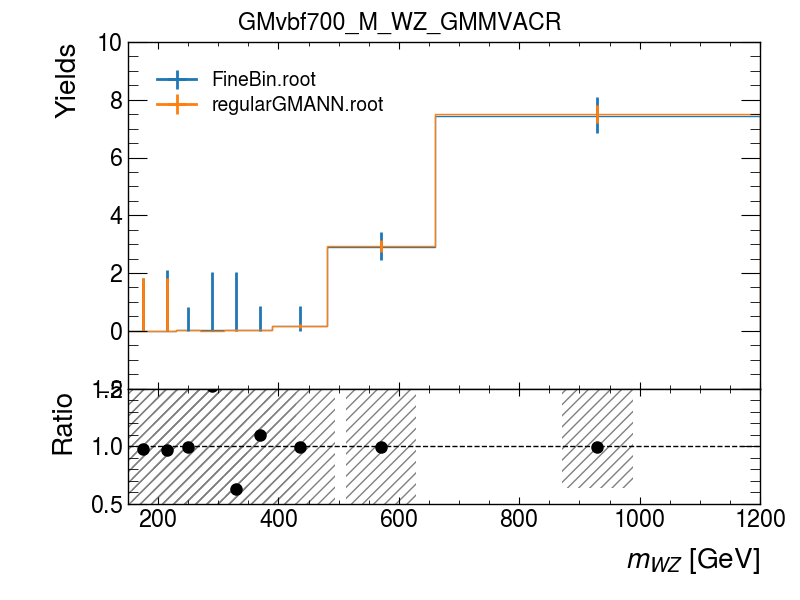 GMvbf700_M_WZ_GMMVACR
Yields
10
8
6
4
2
0
FineBin.root
regularGMANN.root
Ratio
1.5
−2
1.0
0.5
200 400 600 800 1000 1200
m_WZ [GeV]